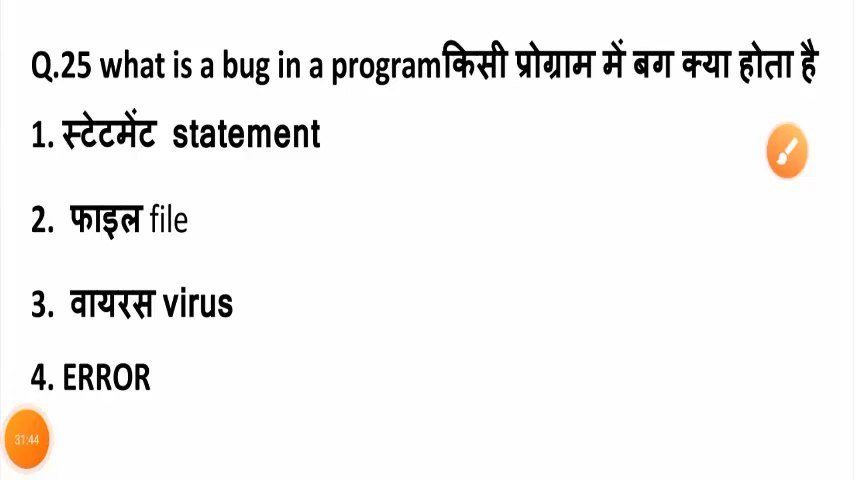 Q.25 what is a bug in a programकिसी प्रोग्राम में बग क्या होता है
1. स्टेटमेंट statement
2. फाइल file
3. वायरस virus
4. ERROR
31:44